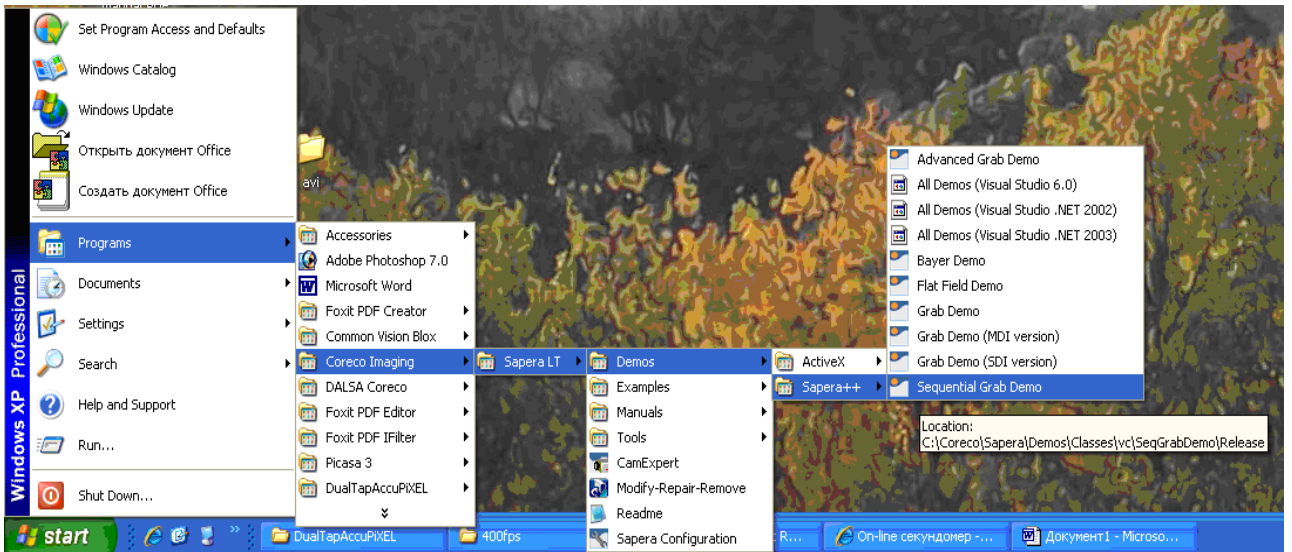 Set Program Access and Defaults
Windows Catalog
Windows Update
Открыть документ Office
Создать документ Office
Programs
Documents
Settings
Search
Help and Support
Run...
Shut Down...
Windows XP Professional
avi
Accessories
Adobe Photoshop 7.0
Microsoft Word
Foxit PDF Creator
Common Vision Blox
Coreco Imaging
DALSA Coreco
Foxit PDF Editor
Foxit PDF IFilter
Picasa 3
DualTapAccuPiXEL
Sapera LT
Demos
Examples
Manuals
Tools
CamExpert
Modify-Repair-Remove
Readme
Sapera Configuration
ActiveX
Sapera++
Advanced Grab Demo
All Demos (Visual Studio 6.0)
All Demos (Visual Studio .NET 2002)
All Demos (Visual Studio .NET 2003)
Bayer Demo
Flat Field Demo
Grab Demo
Grab Demo (MDI version)
Grab Demo (SDI version)
Sequential Grab Demo
Location:
C:\Coreco\Sapera\Demos\Classes\vc\SeqGrabDemo\Release
start
DualTapAccuPiXEL
400fps
R...
On-line секундомер -...
Документ1 - Microso...